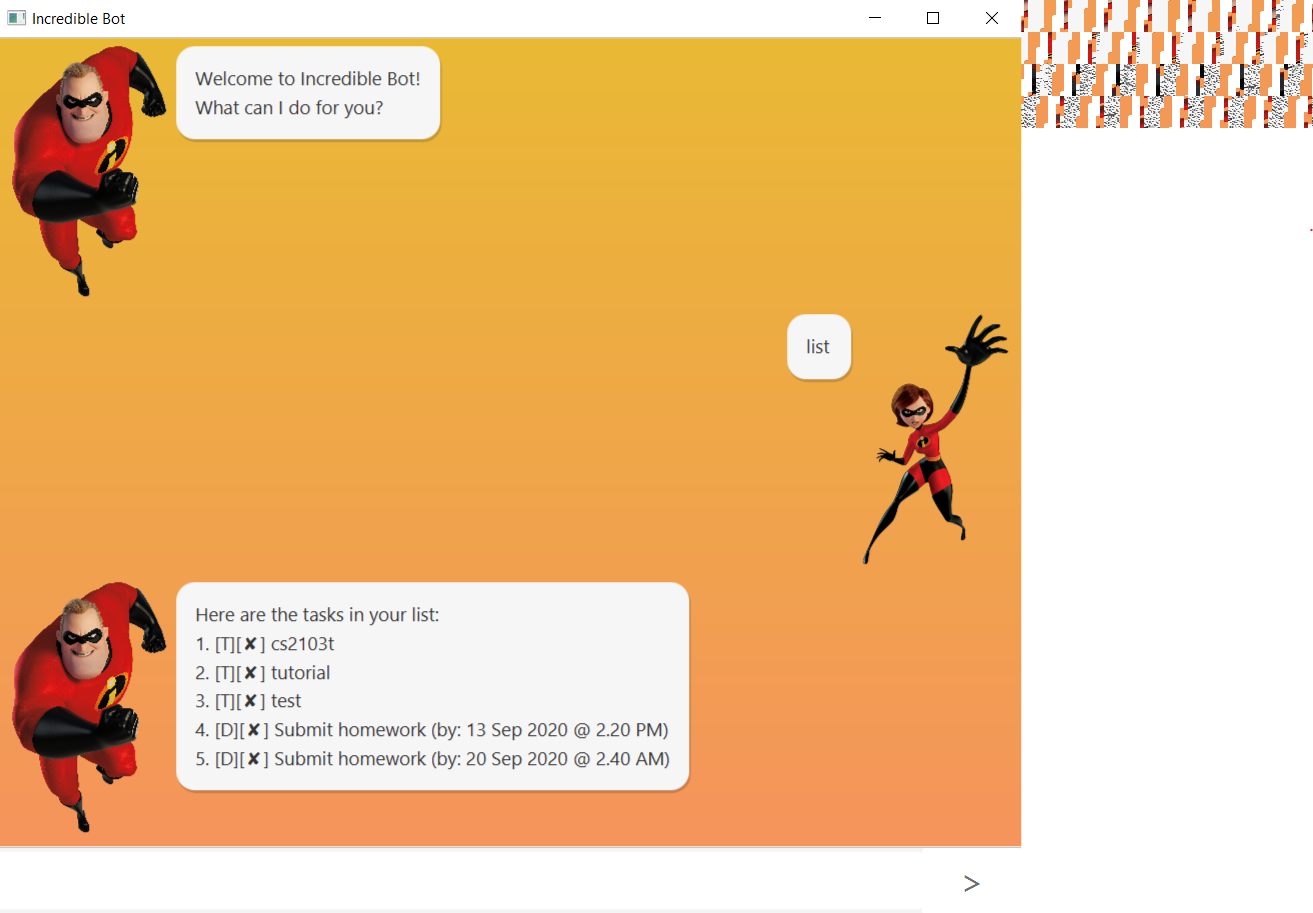 Incredible Bot
Welcome to Incredible Bot!
What can I do for you?
list
Here are the tasks in your list:
1. [T][✘] cs2103t
2. [T][✘] tutorial
3. [T][✘] test
4. [D][✘] Submit homework (by: 13 Sep 2020 @ 2.20 PM)
5. [D][✘] Submit homework (by: 20 Sep 2020 @ 2.40 AM)
>